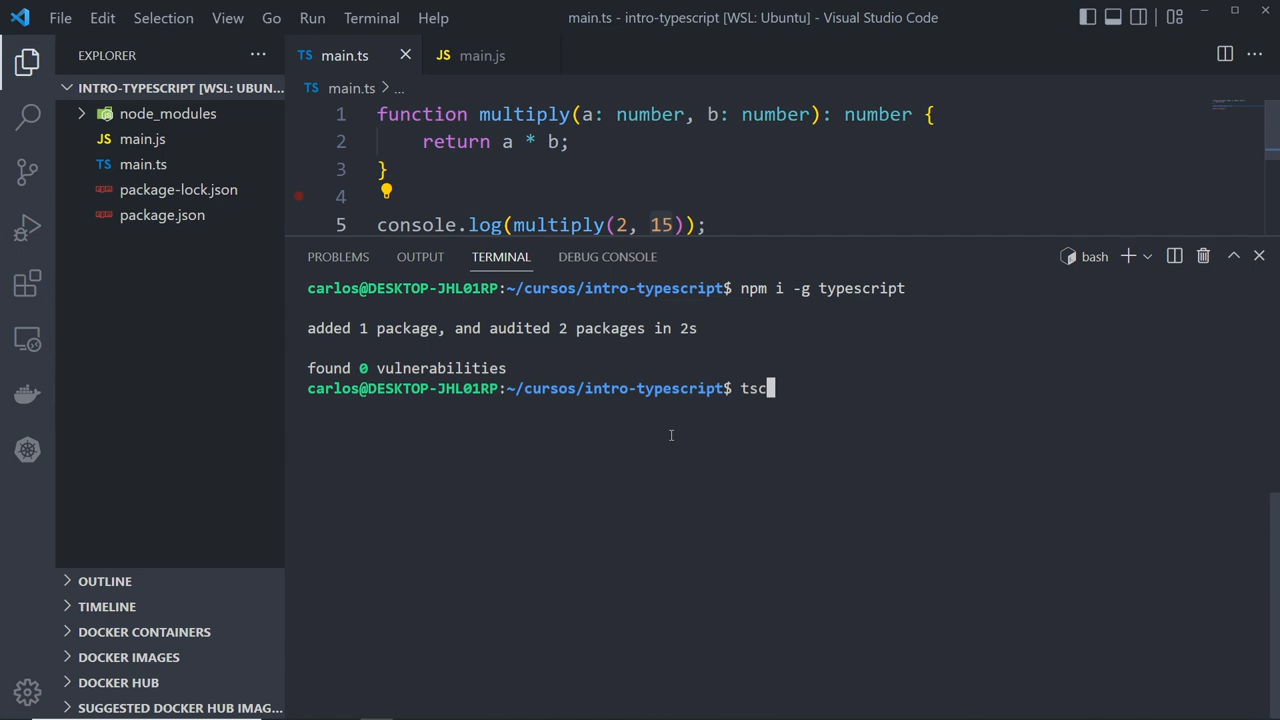 File Edit Selection View Go Run Terminal Help main.ts - intro-typescript [WSL: Ubuntu] - Visual Studio Code
EXPLORER
TS main.ts JS main.js
INTRO-TYPESCRIPT [WSL: UBUN...
TS main.ts > ...
node_modules
JS main.js
TS main.ts
package-lock.json
package.json
1 function multiply(a: number, b: number): number {
2 return a * b;
3 }
4
5 console.log(multiply(2, 15));
PROBLEMS OUTPUT TERMINAL DEBUG CONSOLE bash
carlos@DESKTOP-JHL01RP:~/cursos/intro-typescript$ npm i -g typescript
added 1 package, and audited 2 packages in 2s
found 0 vulnerabilities
carlos@DESKTOP-JHL01RP:~/cursos/intro-typescript$ tsc
OUTLINE
TIMELINE
DOCKER CONTAINERS
DOCKER IMAGES
DOCKER HUB
SUGGESTED DOCKER HUB IMAG...